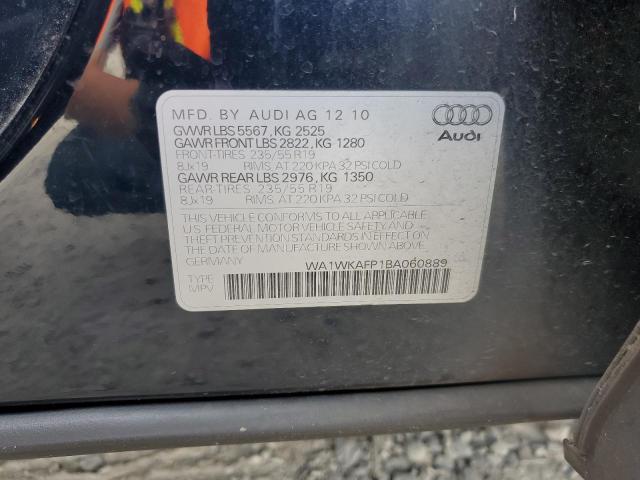 MFD. BY AUDI AG 12 10
GVWR LBS 5567, KG 2525
GAWR FRONT LBS 2822, KG 1280
FRONT-TIRES 235/55 R19
8Jx19 RIMS, AT 220 KPA 32 PSI COLD
GAWR REAR LBS 2976, KG 1350
REAR-TIRES 235/55 R19
8Jx19 RIMS, AT 220 KPA 32 PSI COLD
Audi
THIS VEHICLE CONFORMS TO ALL APPLICABLE
U.S FEDERAL MOTOR VEHICLE SAFETY AND
THEFT PREVENTION STANDARDS IN EFFECT
ON THE DATE OF MANUFACTURE SHOWN ABOVE.
GERMANY WA1WKAFP1BA060889
TYPE
MPV